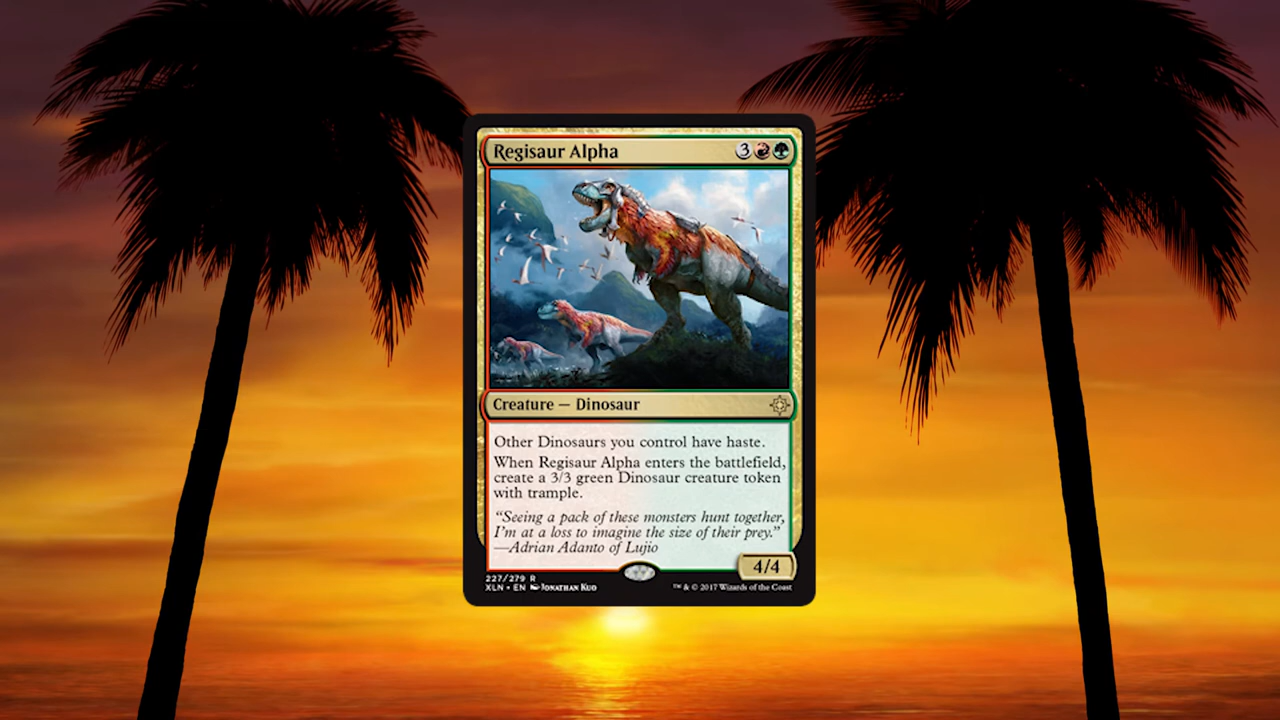 Regisaur Alpha 3
Creature — Dinosaur
Other Dinosaurs you control have haste.
When Regisaur Alpha enters the battlefield,
create a 3/3 green Dinosaur creature token
with trample.
“Seeing a pack of these monsters hunt together,
I’m at a loss to imagine the size of their prey.”
—Adrian Adanto of Lujio
4/4
227/279 R
XLN • EN Jonathan Kuo
™ & © 2017 Wizards of the Coast